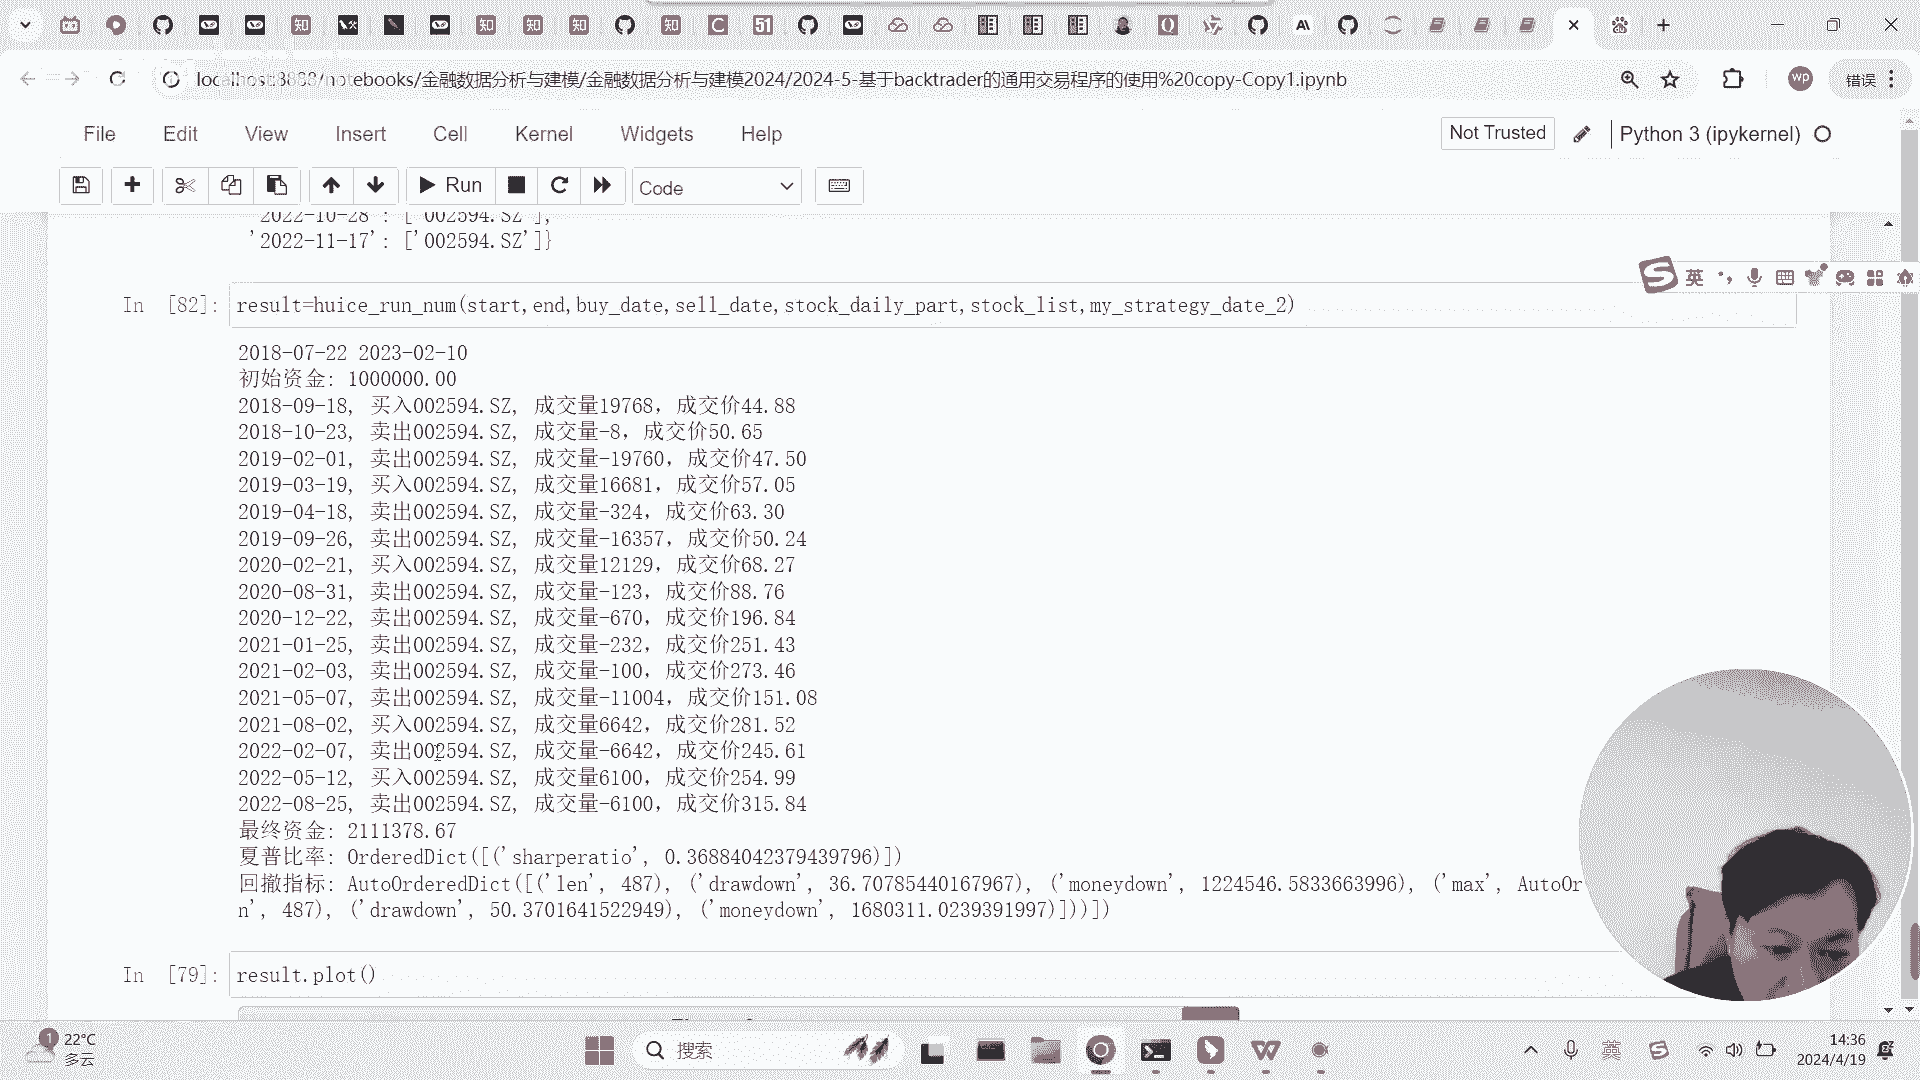 localhost:8888/notebooks/金融数据分析与建模/金融数据分析与建模2024/2024-5-基于backtrader的通用交易程序的使用%20copy-Copy1.ipynb
wp
错误
File Edit View Insert Cell Kernel Widgets Help
Not Trusted
Python 3 (ipykernel)
Run
Code
'2022-10-28': ['002594.SZ'],
'2022-11-17': ['002594.SZ']}
英
In [82]: result=huice_run_num(start,end,buy_date,sell_date,stock_daily_part,stock_list,my_strategy_date_2)
2018-07-22 2023-02-10
初始资金: 1000000.00
2018-09-18, 买入002594.SZ, 成交量19768，成交价44.88
2018-10-23, 卖出002594.SZ, 成交量-8，成交价50.65
2019-02-01, 卖出002594.SZ, 成交量-19760，成交价47.50
2019-03-19, 买入002594.SZ, 成交量16681，成交价57.05
2019-04-18, 卖出002594.SZ, 成交量-324，成交价63.30
2019-09-26, 卖出002594.SZ, 成交量-16357，成交价50.24
2020-02-21, 买入002594.SZ, 成交量12129，成交价68.27
2020-08-31, 卖出002594.SZ, 成交量-123，成交价88.76
2020-12-22, 卖出002594.SZ, 成交量-670，成交价196.84
2021-01-25, 卖出002594.SZ, 成交量-232，成交价251.43
2021-02-03, 卖出002594.SZ, 成交量-100，成交价273.46
2021-05-07, 卖出002594.SZ, 成交量-11004，成交价151.08
2021-08-02, 买入002594.SZ, 成交量6642，成交价281.52
2022-02-07, 卖出002594.SZ, 成交量-6642，成交价245.61
2022-05-12, 买入002594.SZ, 成交量6100，成交价254.99
2022-08-25, 卖出002594.SZ, 成交量-6100，成交价315.84
最终资金: 2111378.67
夏普比率: OrderedDict([('sharperatio', 0.36884042379439796)])
回撤指标: AutoOrderedDict([('len', 487), ('drawdown', 36.70785440167967), ('moneydown', 1224546.5833663996), ('max', AutoOr
n', 487), ('drawdown', 50.3701641522949), ('moneydown', 1680311.0239391997)]))])
In [79]: result.plot()
1
22°C
多云
搜索
英
14:36
2024/4/19